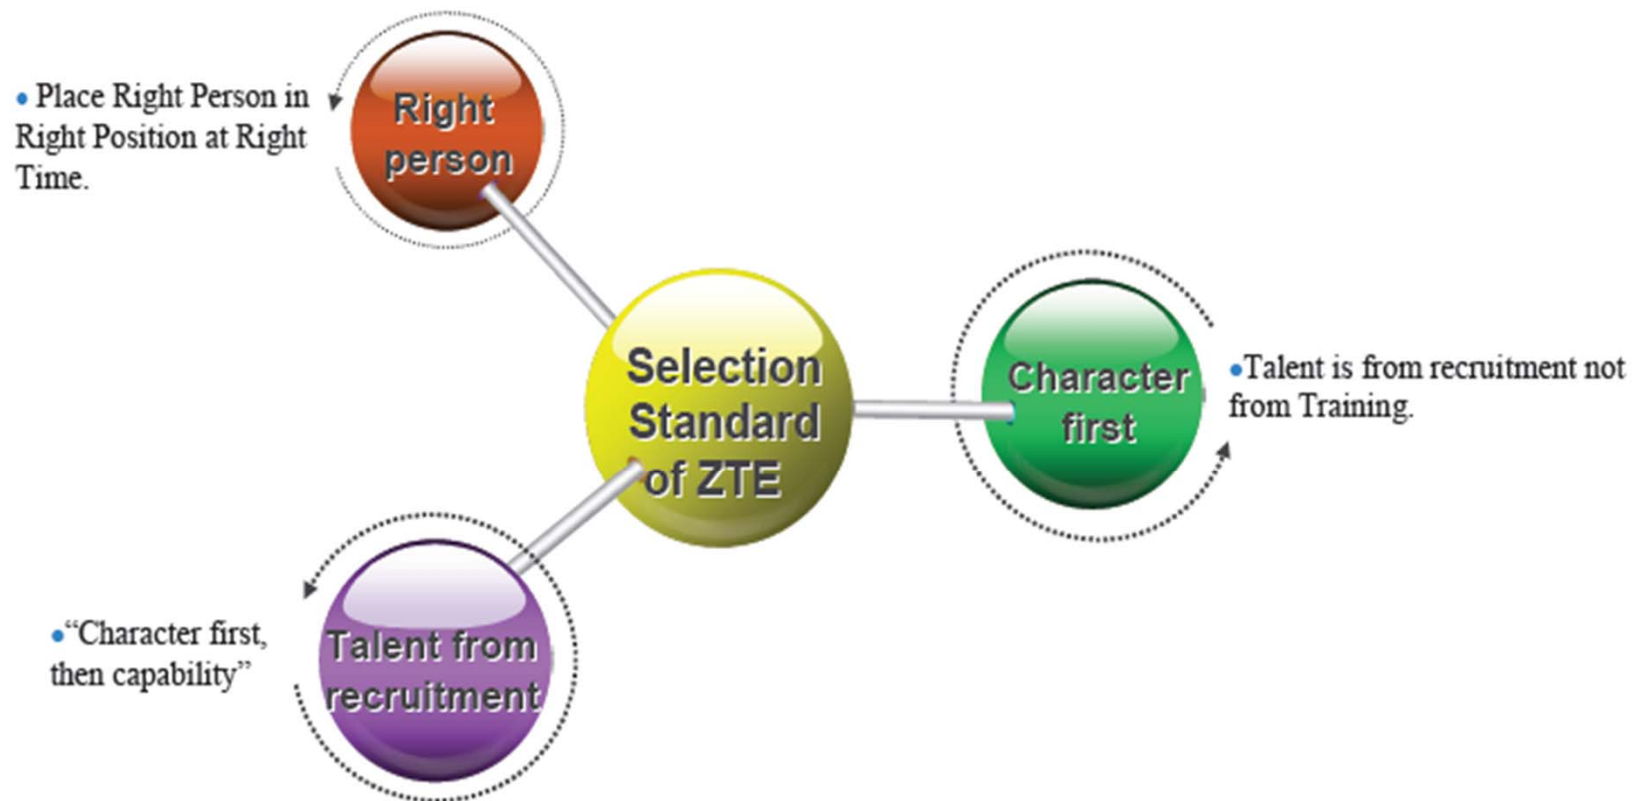 • Place Right Person in
Right Position at Right
Time.
Right
person
Selection
Standard
of ZTE
Character
first
•Talent is from recruitment not
from Training.
•“Character first,
then capability”
Talent from
recruitment